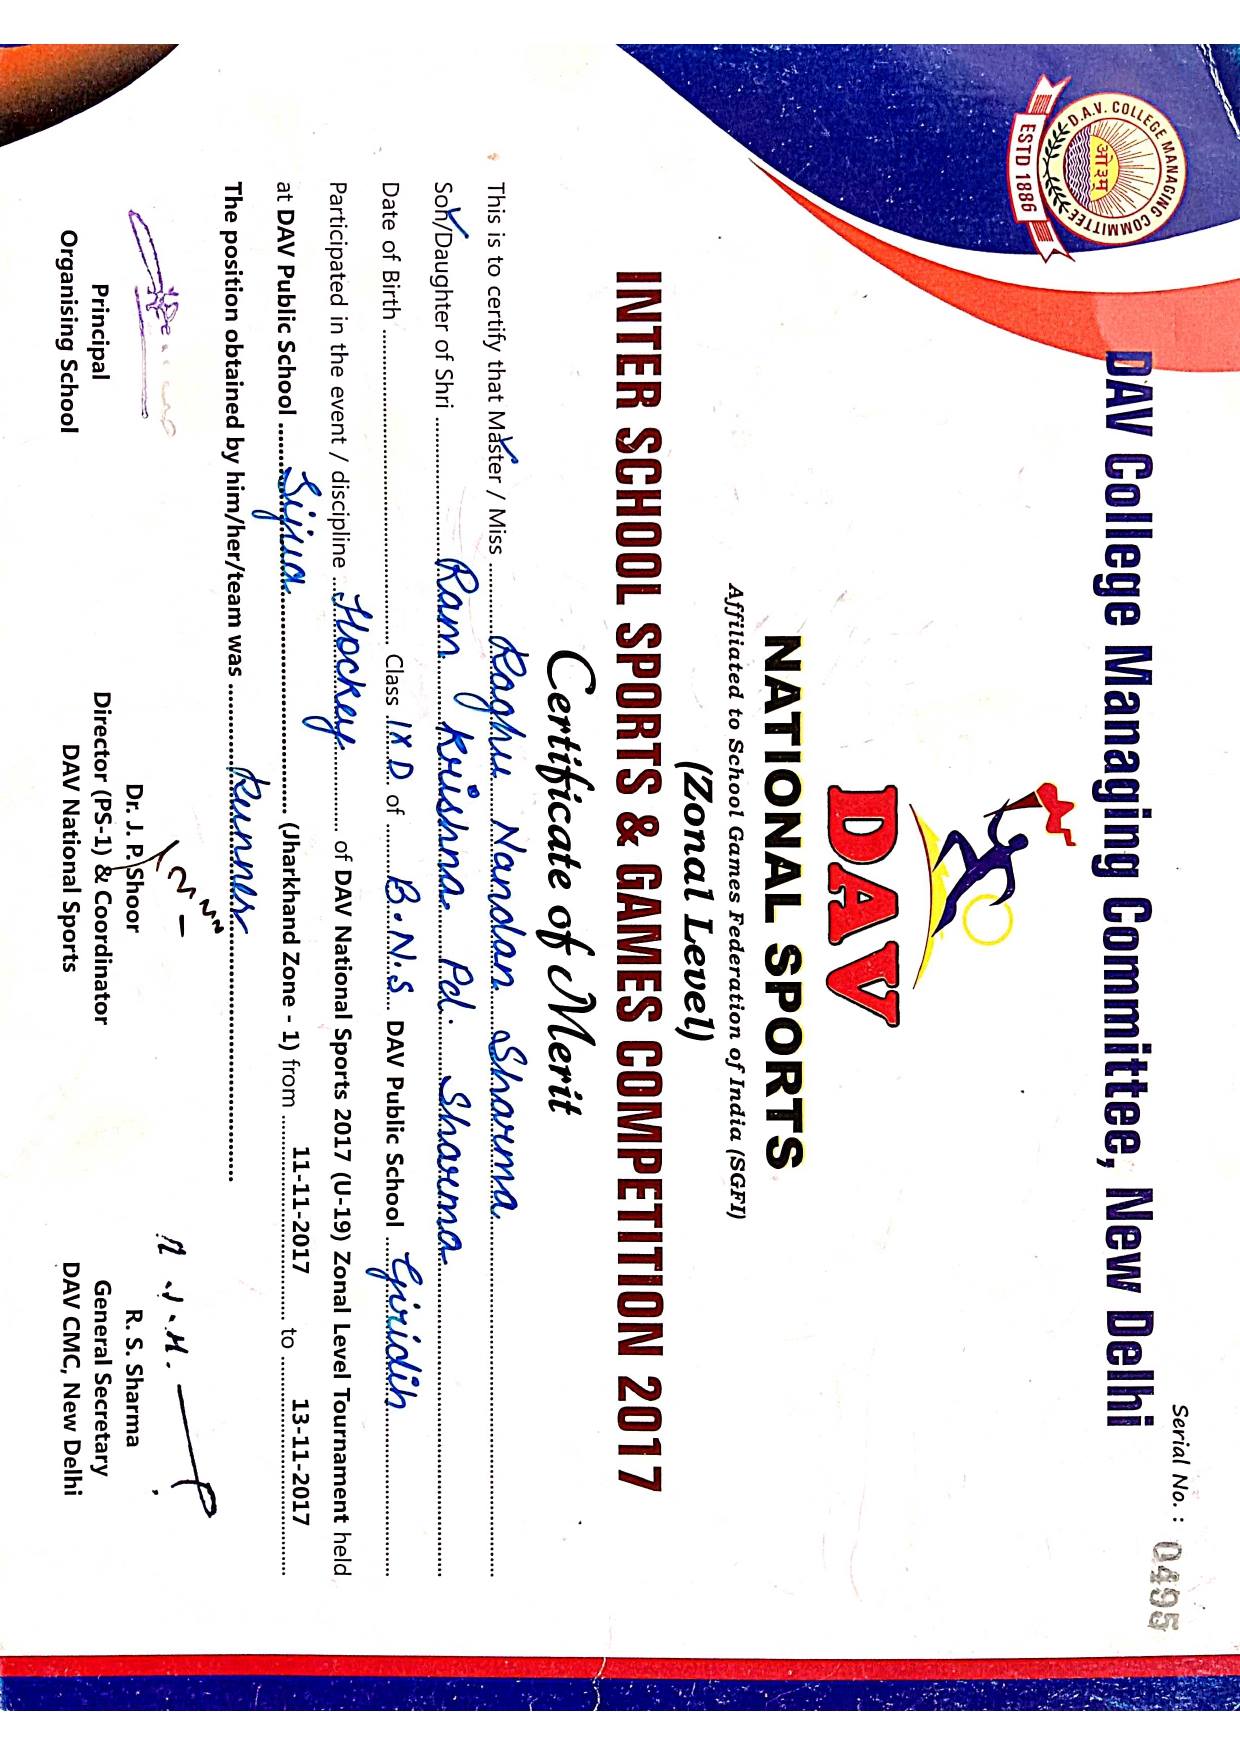 Serial No. : 0495
D.A.V. COLLEGE MANAGING COMMITTEE
ओ३म्
ESTD 1886
DAV College Managing Committee, New Delhi
DAV
NATIONAL SPORTS
Affiliated to School Games Federation of India (SGFI)
(Zonal Level)
INTER SCHOOL SPORTS & GAMES COMPETITION 2017
Certificate of Merit
This is to certify that Master / Miss Raghu Nandan Sharma
Son/Daughter of Shri Ram Krishna Pd. Sharma
Date of Birth Class IX D of B.N.S DAV Public School Giridih
Participated in the event / discipline Hockey of DAV National Sports 2017 (U-19) Zonal Level Tournament held
at DAV Public School Sijua (Jharkhand Zone - 1) from 11-11-2017 to 13-11-2017
The position obtained by him/her/team was Runner
Principal
Organising School
Dr. J. P. Shoor
Director (PS-1) & Coordinator
DAV National Sports
R. S. Sharma
General Secretary
DAV CMC, New Delhi